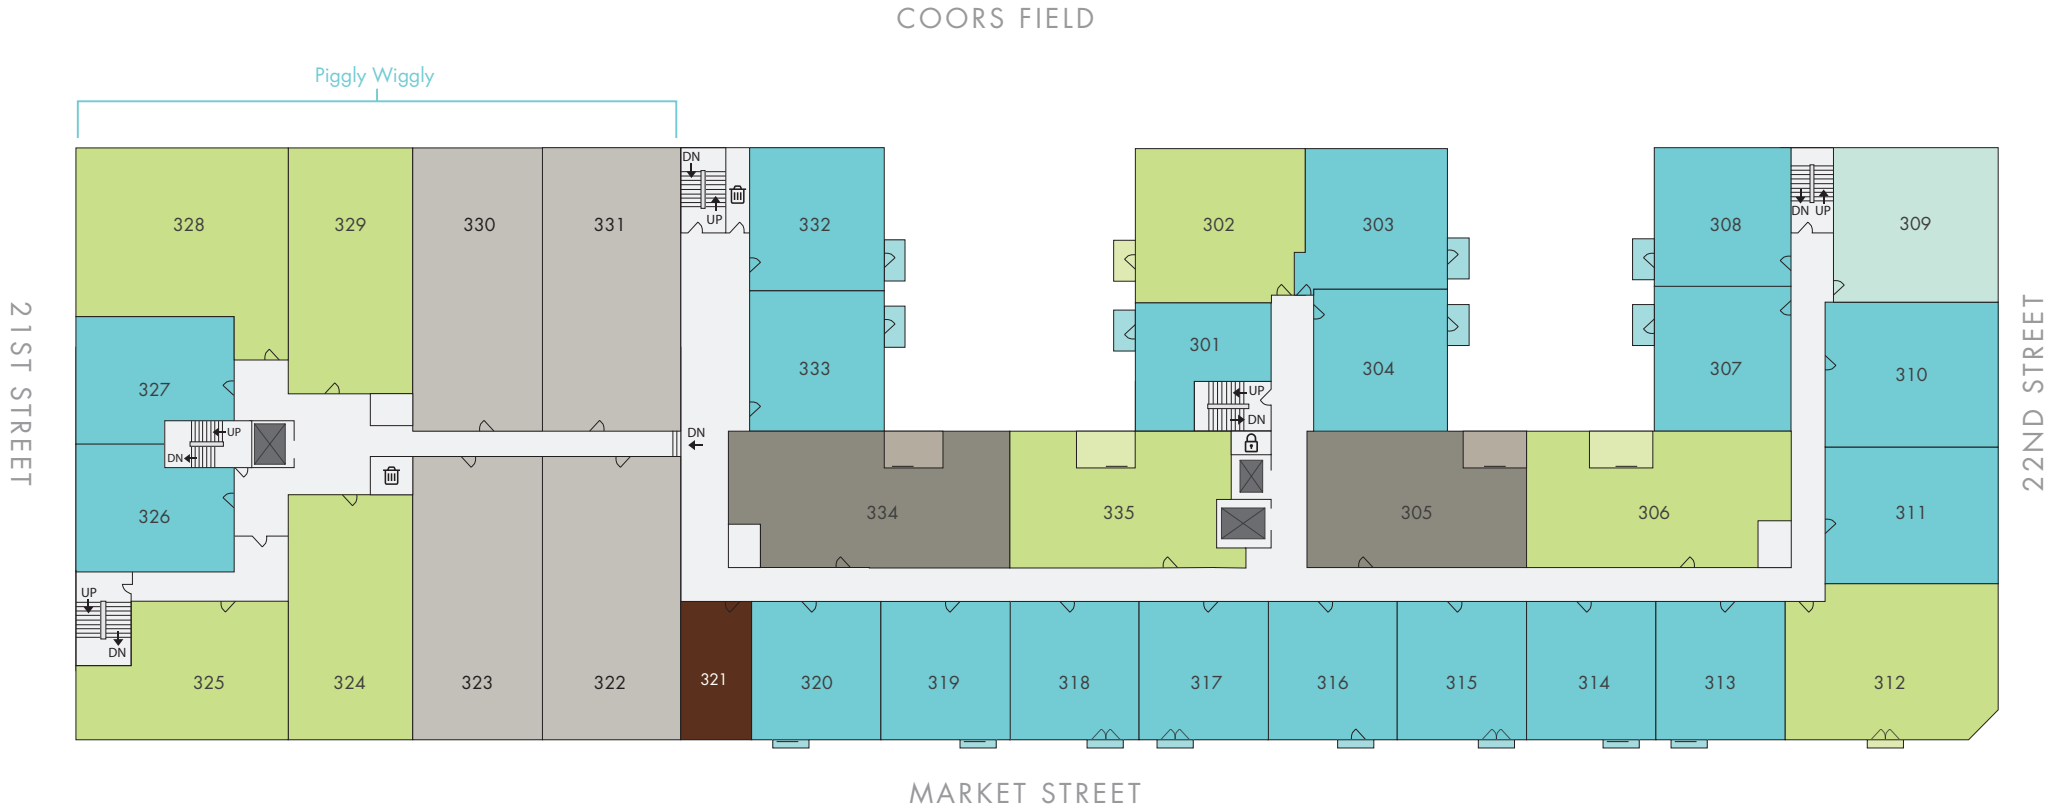 COORS FIELD
Piggly Wiggly
21ST STREET
22ND STREET
328
329
330
331
DN
UP
332
302
303
308
DN UP
309
327
333
301
304
307
310
UP
DN
UP
DN
DN
326
334
335
305
306
311
UP
DN
325
324
323
322
321
320
319
318
317
316
315
314
313
312
MARKET STREET